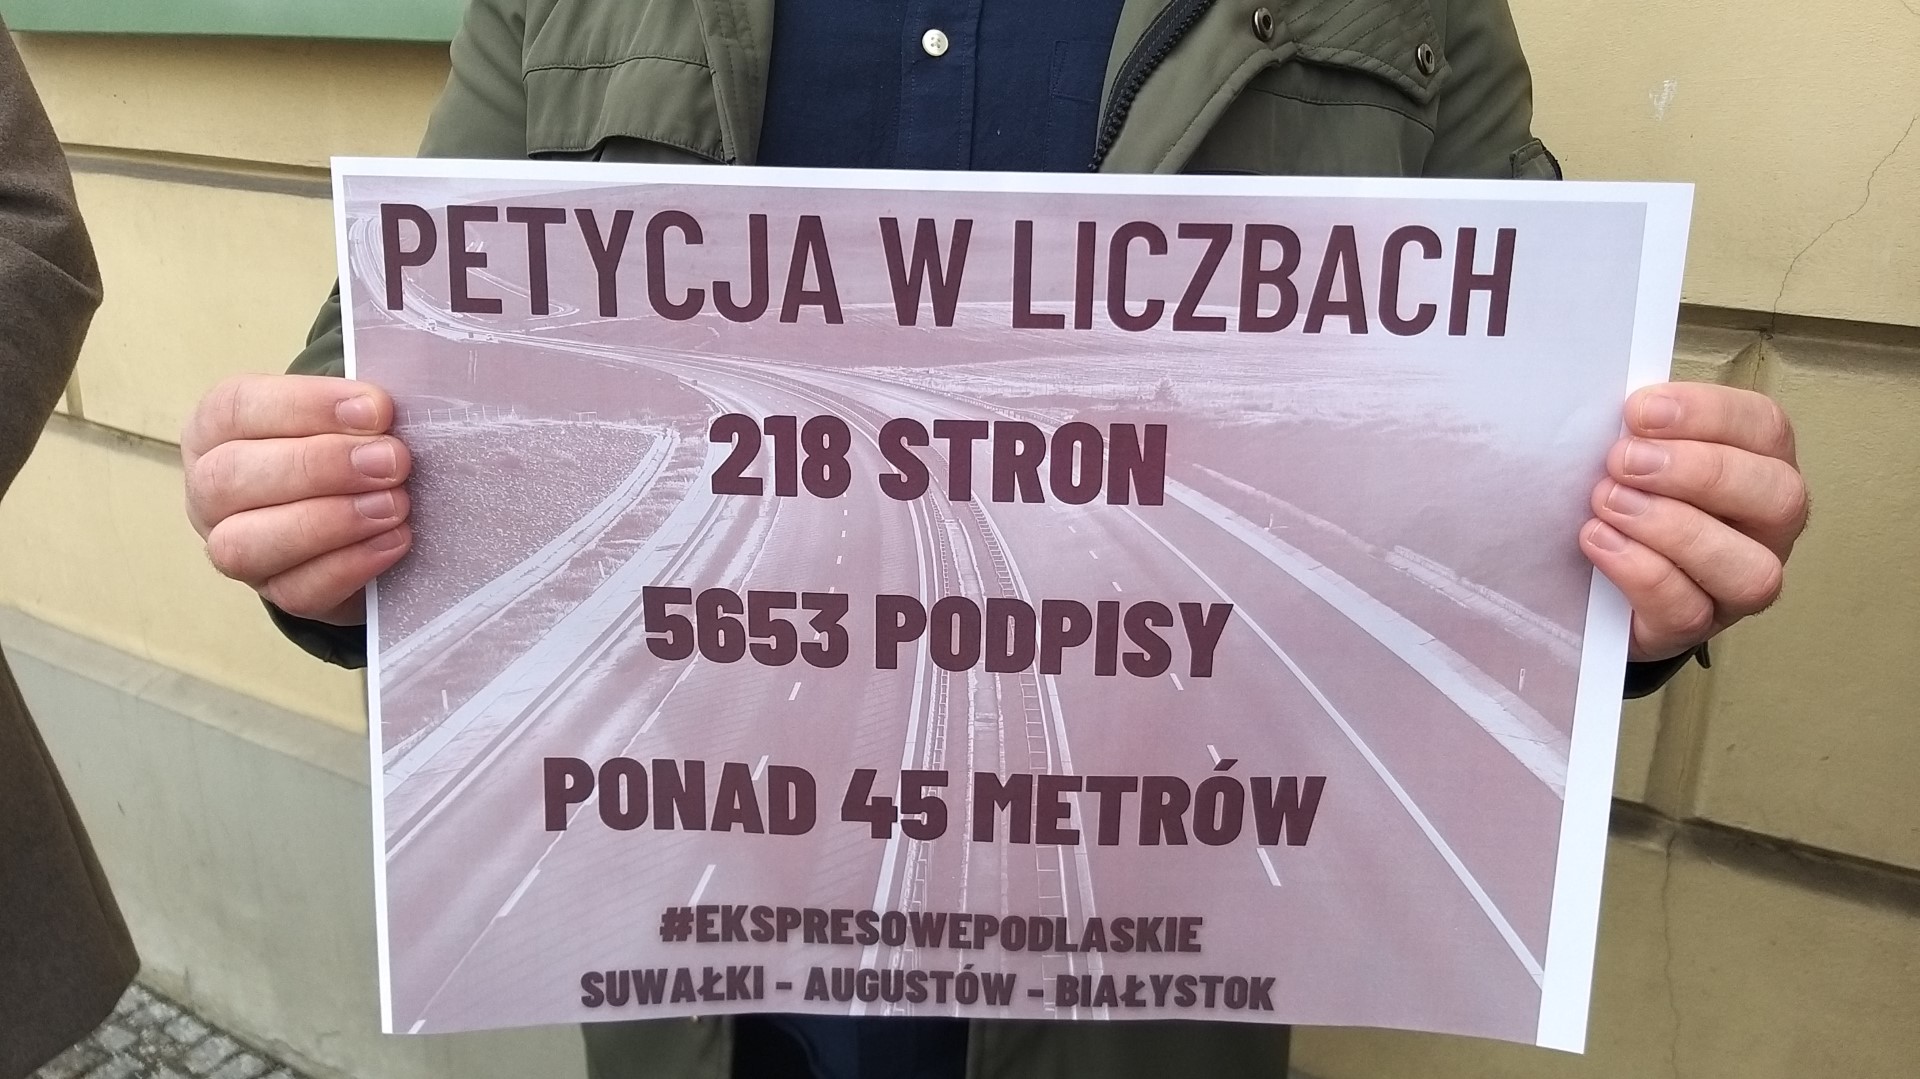 PETYCJA W LICZBACH
218 STRON
5653 PODPISY
PONAD 45 METRÓW
#EKSPRESOWEPODLASKIE
SUWAŁKI - AUGUSTÓW - BIAŁYSTOK